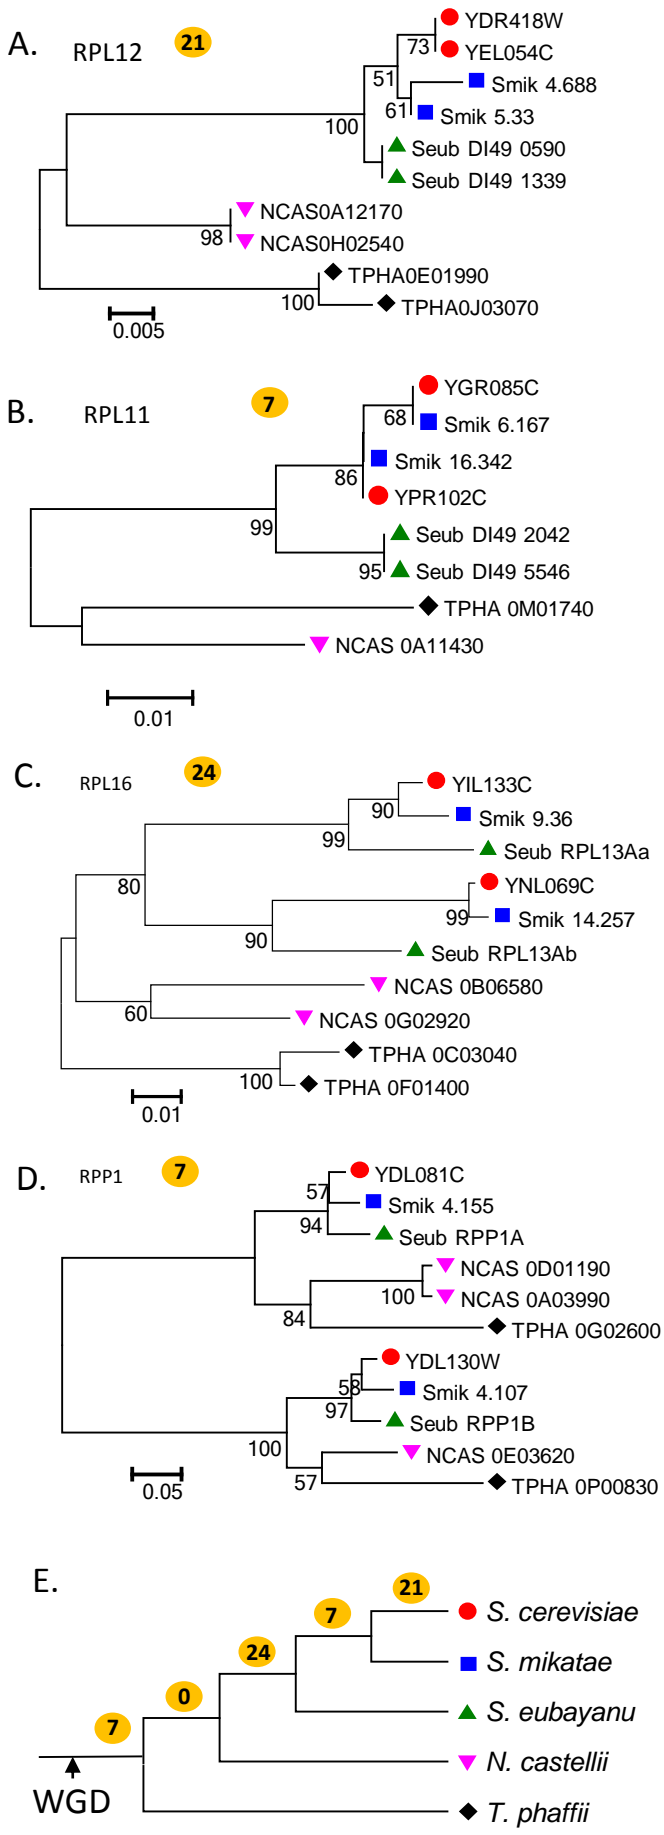 A. RPL12 21
YDR418W
73 YEL054C
51 Smik 4.688
61 Smik 5.33
100
Seub DI49 0590
Seub DI49 1339
NCAS0A12170
98 NCAS0H02540
TPHA0E01990
100 TPHA0J03070
0.005
B. RPL11 7
YGR085C
68 Smik 6.167
Smik 16.342
86
YPR102C
99 Seub DI49 2042
95 Seub DI49 5546
TPHA 0M01740
NCAS 0A11430
0.01
C. RPL16 24
YIL133C
90 Smik 9.36
99 Seub RPL13Aa
80 YNL069C
99 Smik 14.257
90 Seub RPL13Ab
NCAS 0B06580
60 NCAS 0G02920
TPHA 0C03040
100 TPHA 0F01400
0.01
D. RPP1 7
YDL081C
57
Smik 4.155
94 Seub RPP1A
NCAS 0D01190
100 NCAS 0A03990
84 TPHA 0G02600
YDL130W
58 Smik 4.107
97 Seub RPP1B
100 NCAS 0E03620
57 TPHA 0P00830
0.05
E.
21
7 S. cerevisiae
24 S. mikatae
0 S. eubayanu
7 N. castellii
WGD T. phaffii